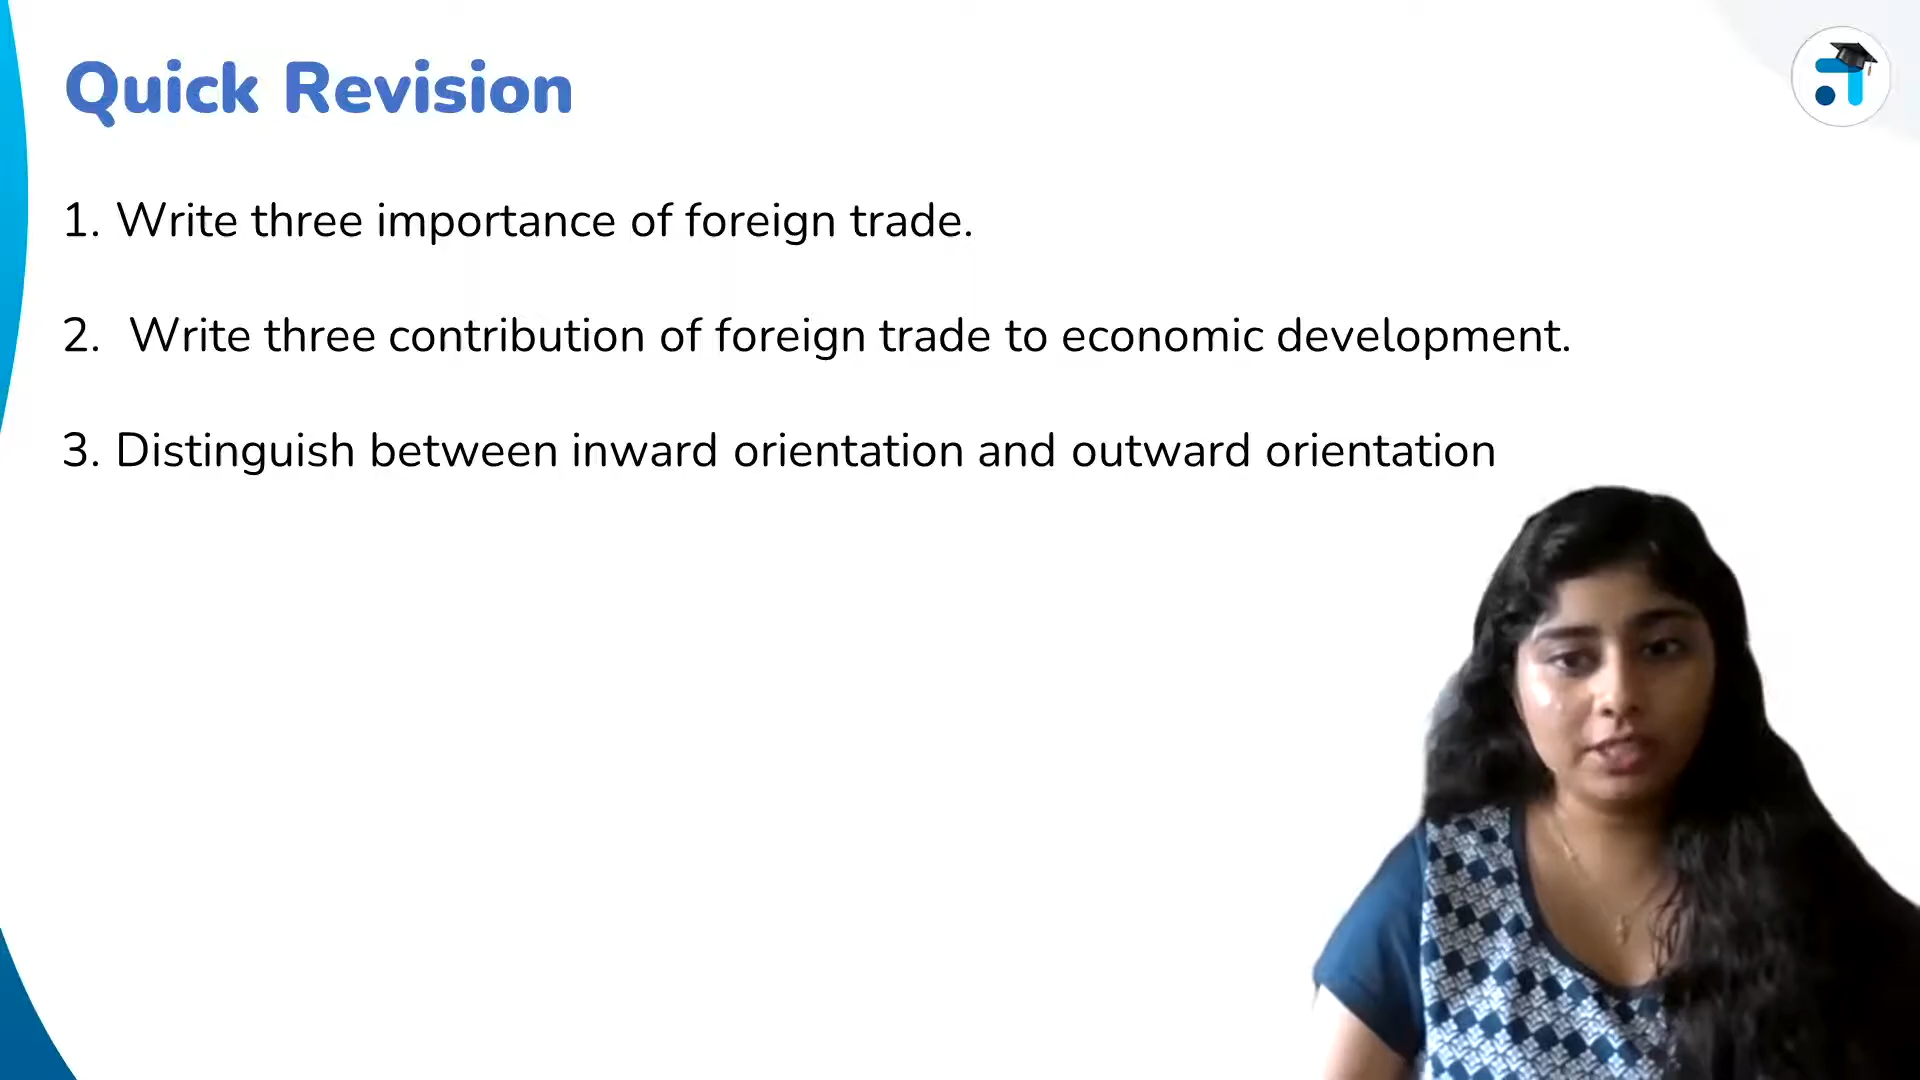 Quick Revision
1. Write three importance of foreign trade.
2. Write three contribution of foreign trade to economic development.
3. Distinguish between inward orientation and outward orientation